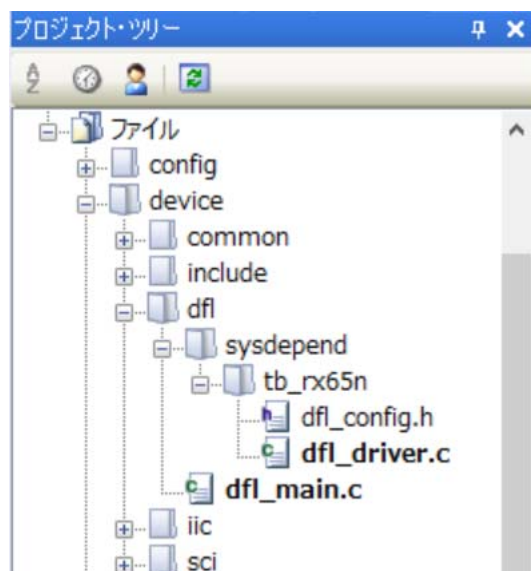 プロジェクト・ツリー
ファイル
config
device
common
include
dfl
sysdepend
tb_rx65n
dfl_config.h
dfl_driver.c
dfl_main.c
iic
sci